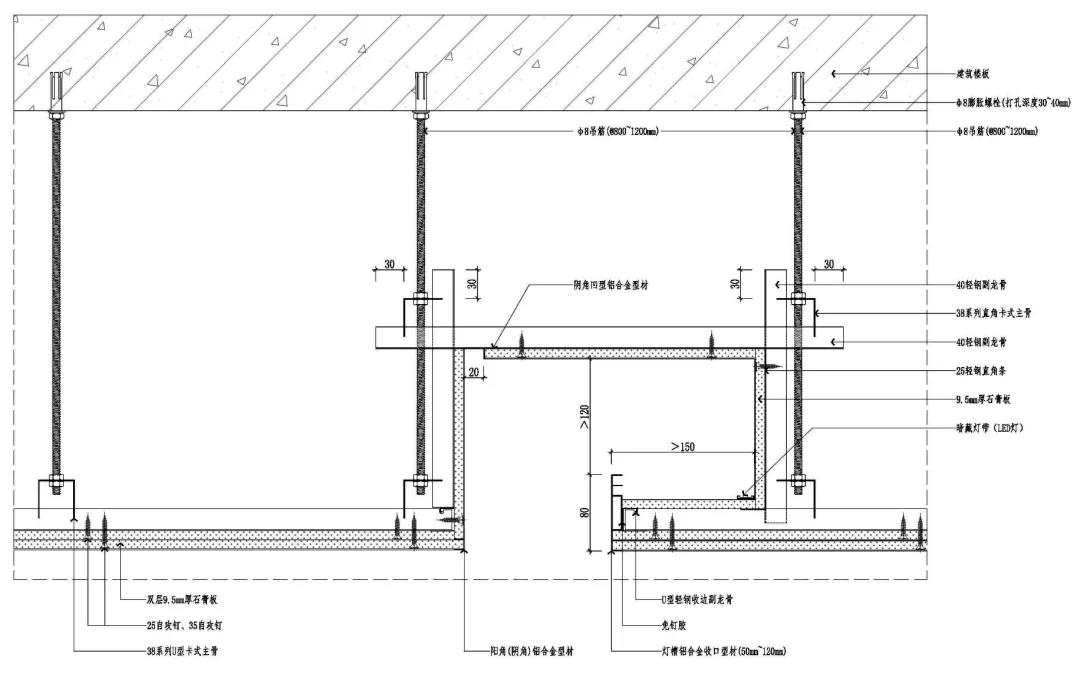 建筑楼板
φ8膨胀螺栓(打孔深度30~40mm)
φ8吊筋(@800~1200mm)
φ8吊筋(@800~1200mm)
30
30
30
30
阴角凹型铝合金型材
40轻钢副龙骨
38系列直角卡式主骨
40轻钢副龙骨
20
25轻钢直角条
9.5mm厚石膏板
>120
暗藏灯带（LED灯）
>150
80
双层9.5mm厚石膏板
U型轻钢收边副龙骨
25自攻钉、35自攻钉
免钉胶
38系列U型卡式主骨
阳角(阴角)铝合金型材
灯槽铝合金收口型材(50mm~120mm)